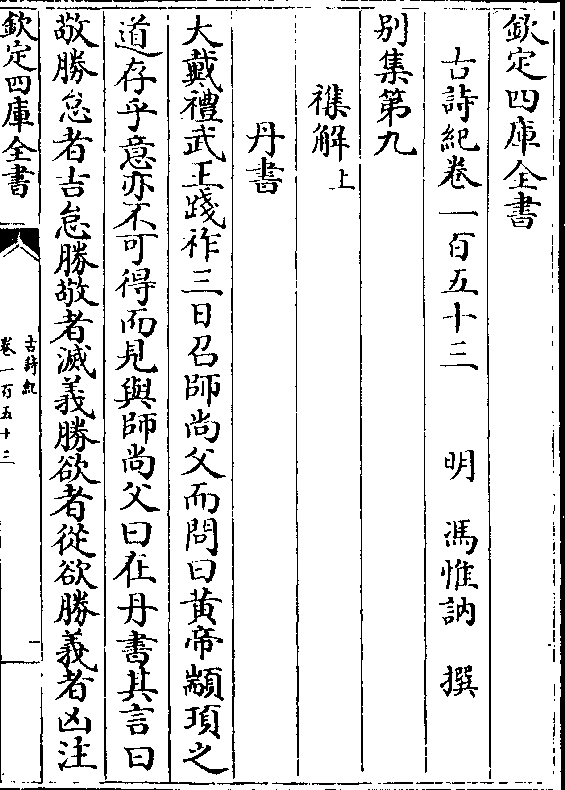 欽定四庫全書
古詩紀卷一百五十三 明 馮惟訥 撰
別集第九
襍解上
丹書
大戴禮武王踐祚三日召師尚父而問曰黃帝顓頊之
道存乎意亦不可得而見與師尚父曰在丹書其言曰
敬勝怠者吉怠勝敬者滅義勝欲者從欲勝義者凶注
欽定四庫全書
古詩紀
卷一百五十三
一